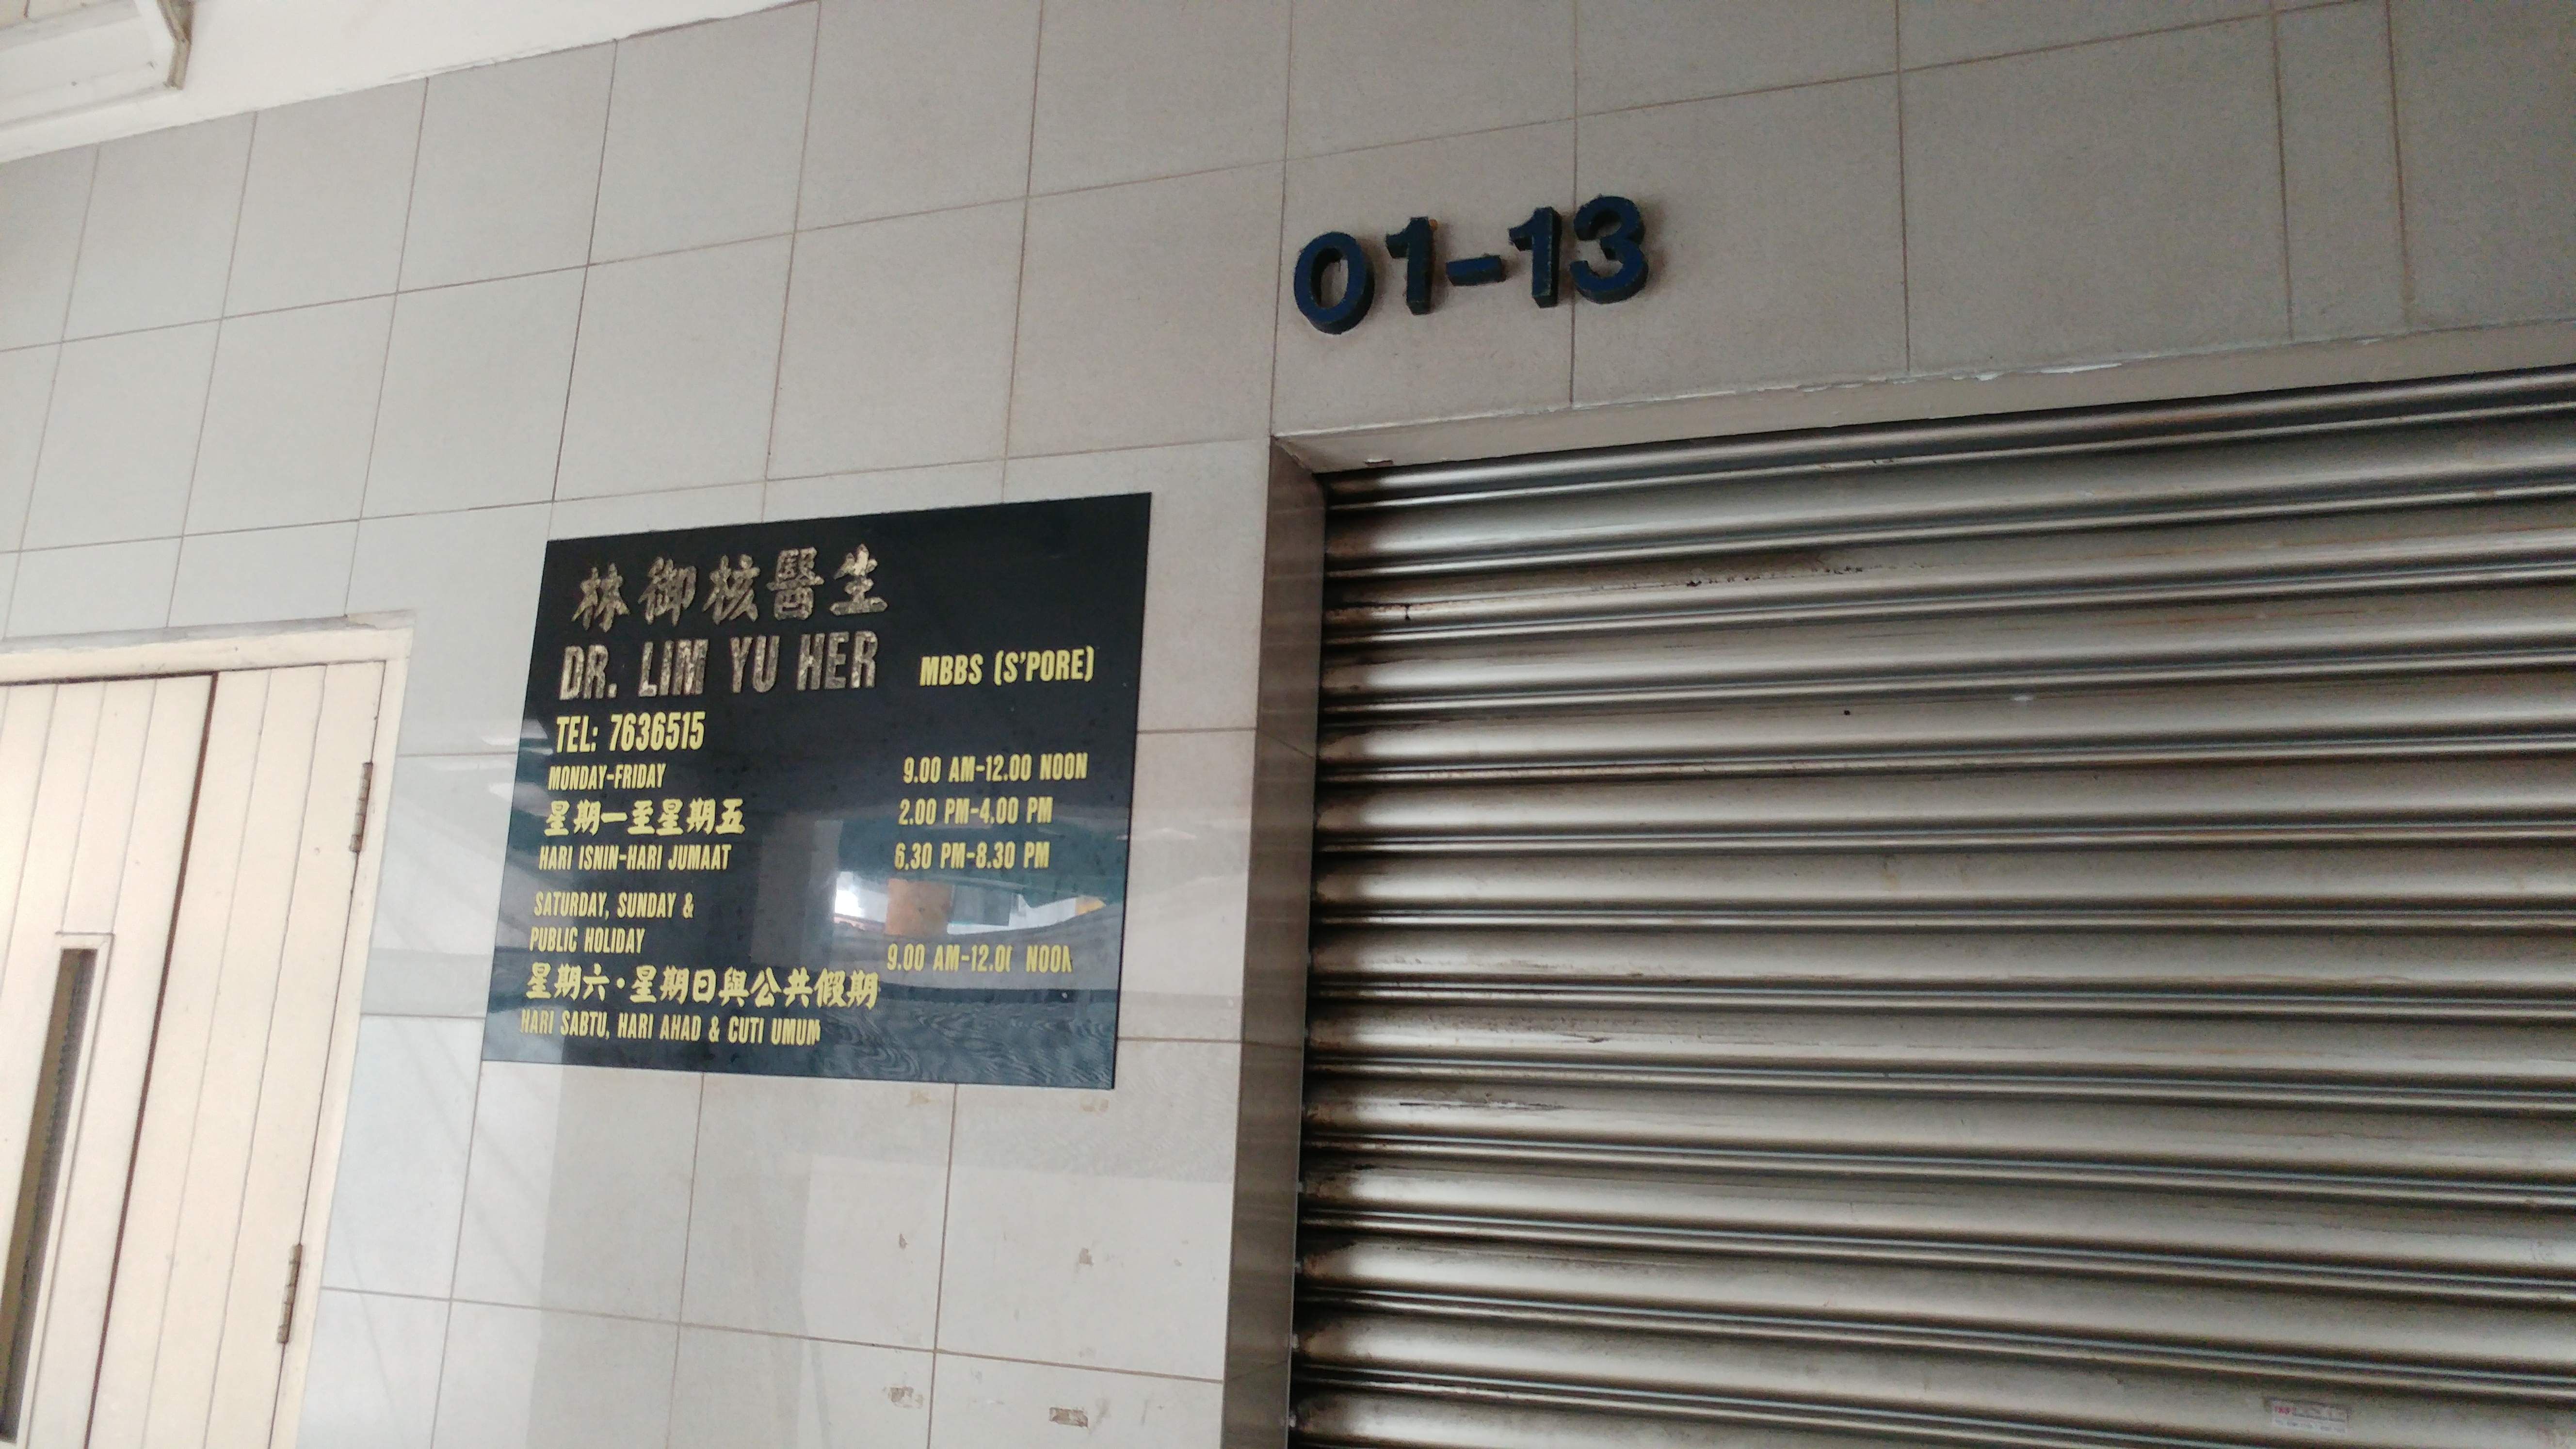 01-13
林御核醫生
DR. LIM YU HER MBBS (S'PORE)
TEL: 7636515
MONDAY-FRIDAY 9.00 AM-12.00 NOON
星期一至星期五 2.00 PM-4.00 PM
HARI ISNIN-HARI JUMAAT 6.30 PM-8.30 PM
SATURDAY, SUNDAY &
PUBLIC HOLIDAY 9.00 AM-12.00 NOON
星期六·星期日與公共假期
HARI SABTU, HARI AHAD & CUTI UMUM